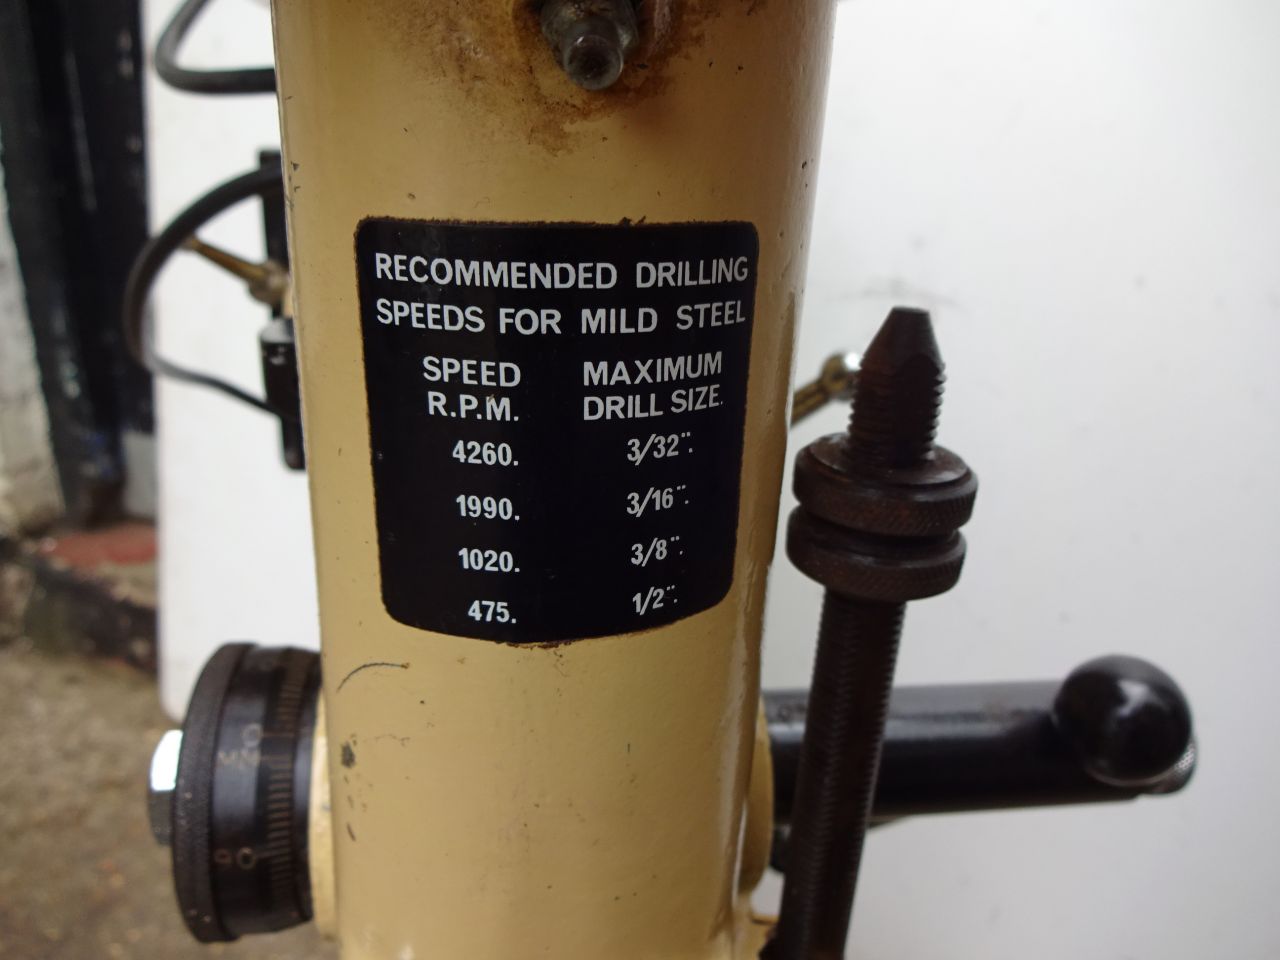 RECOMMENDED DRILLING
SPEEDS FOR MILD STEEL
SPEED MAXIMUM
R.P.M. DRILL SIZE.
4260. 3/32".
1990. 3/16".
1020. 3/8".
475. 1/2".